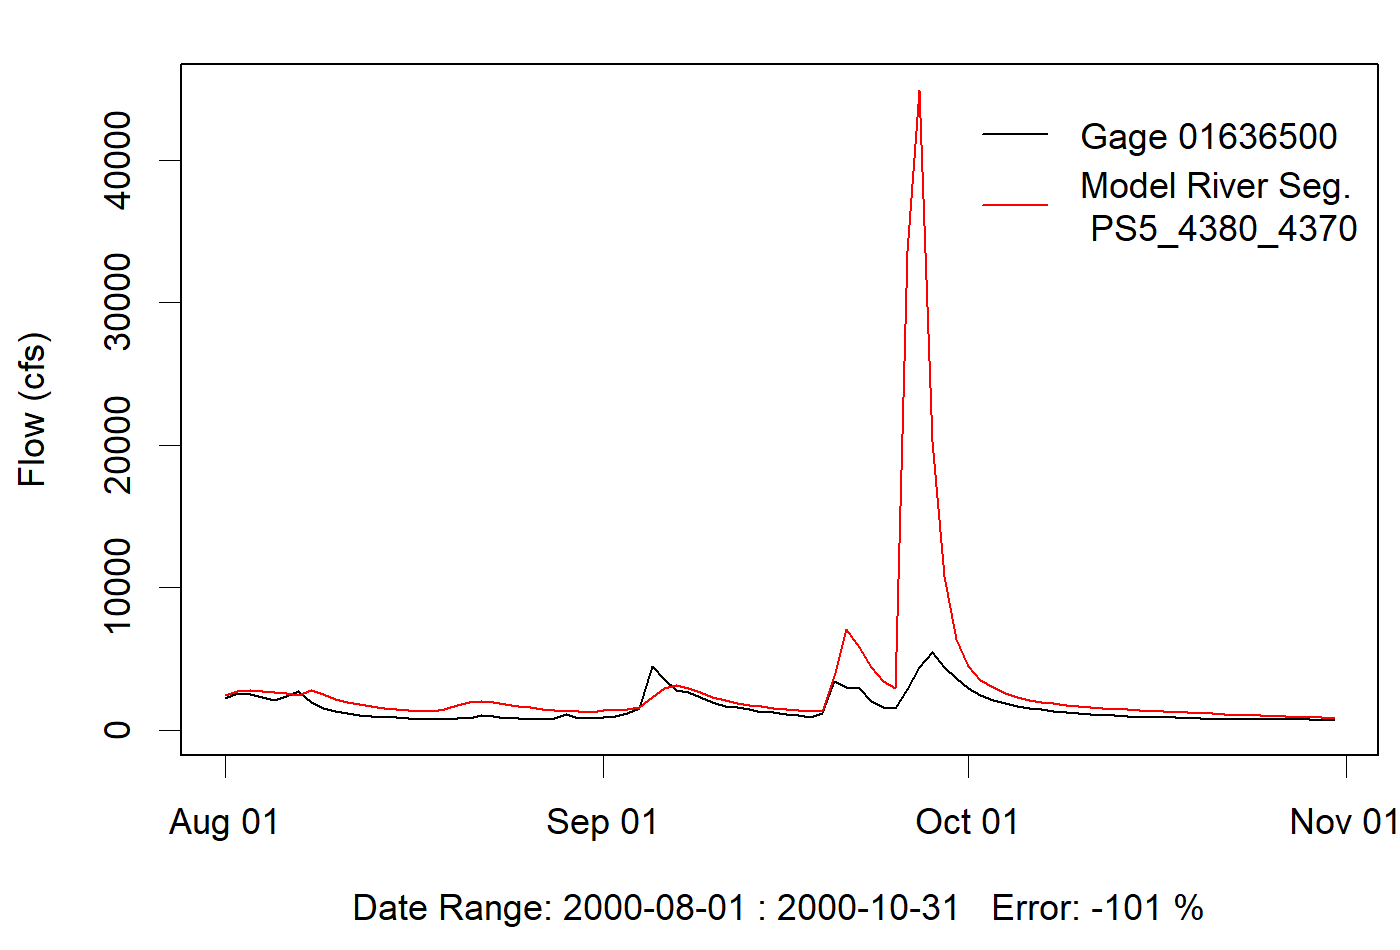 Flow (cfs)
40000
30000
20000
10000
0
Gage 01636500
Model River Seg.
PS5_4380_4370
Aug 01
Sep 01
Oct 01
Nov 01
Date Range: 2000-08-01 : 2000-10-31 Error: -101 %